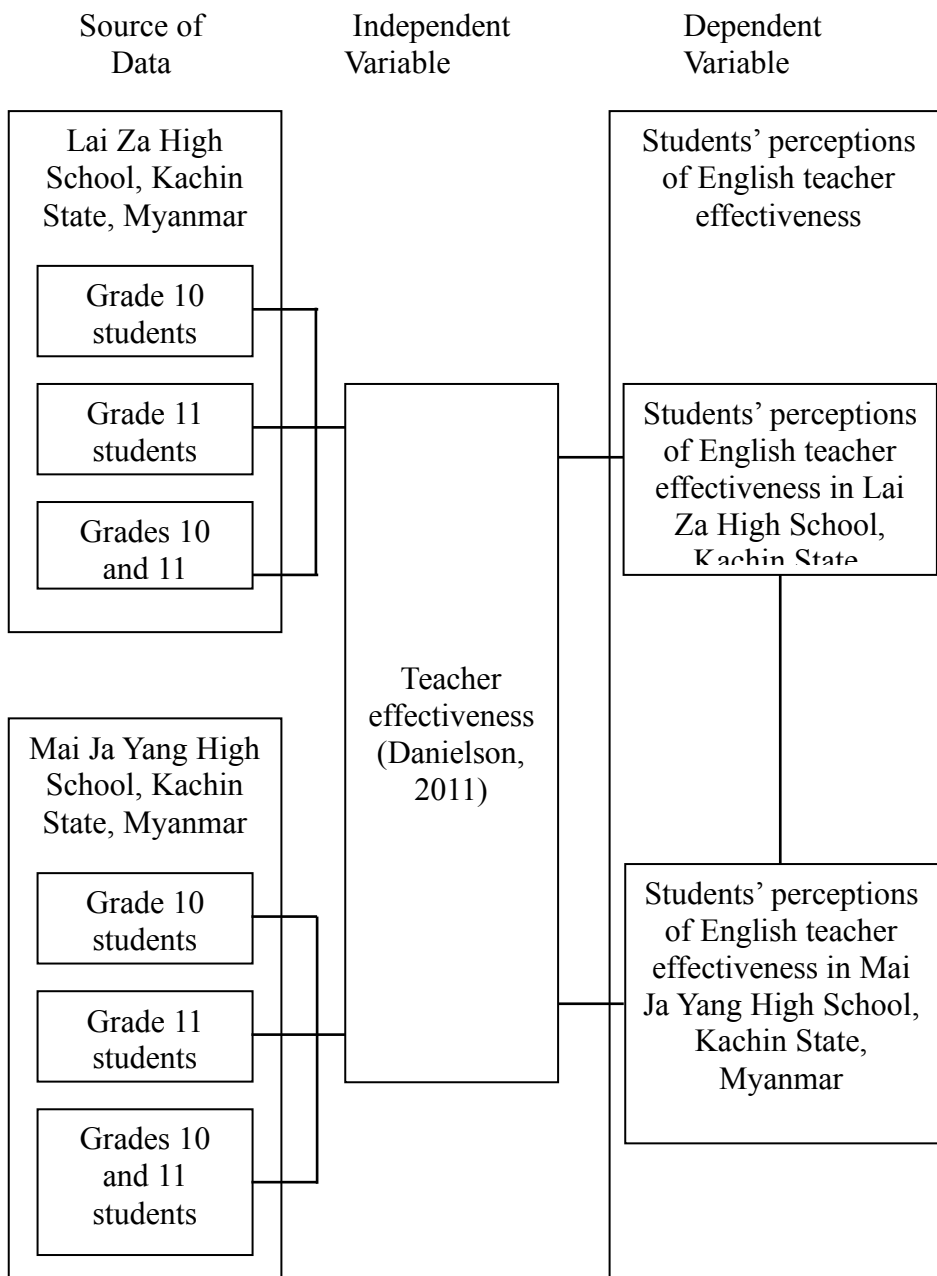 Source of
Data
Independent
Variable
Dependent
Variable
Lai Za High
School, Kachin
State, Myanmar
Grade 10
students
Grade 11
students
Grades 10
and 11
Mai Ja Yang High
School, Kachin
State, Myanmar
Grade 10
students
Grade 11
students
Grades 10
and 11
students
Teacher
effectiveness
(Danielson,
2011)
Students’ perceptions
of English teacher
effectiveness
Students’ perceptions
of English teacher
effectiveness in Lai
Za High School,
Kachin State
Students’ perceptions
of English teacher
effectiveness in Mai
Ja Yang High School,
Kachin State,
Myanmar